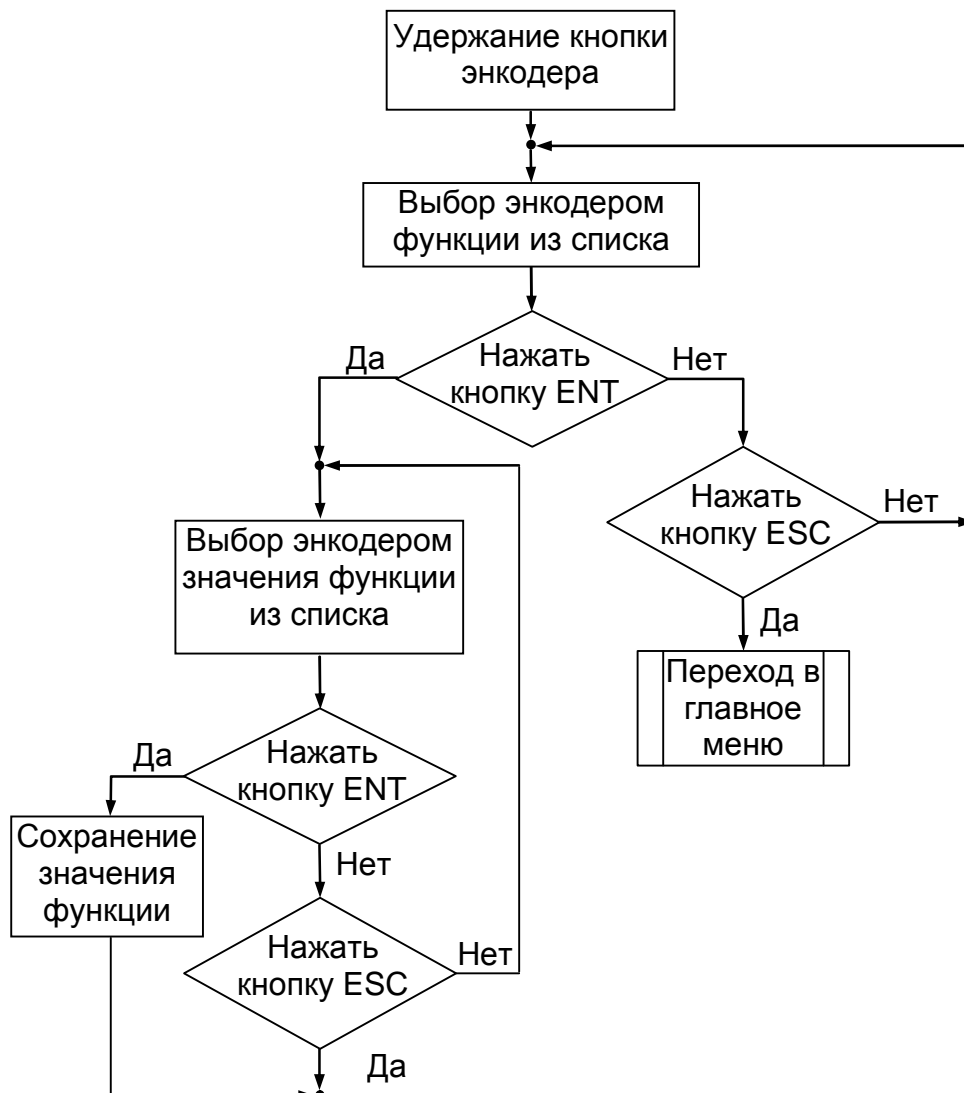 Удержание кнопки
энкодера
Выбор энкодером
функции из списка
Да
Нажать
кнопку ENT
Нет
Нажать
кнопку ESC
Нет
Выбор энкодером
значения функции
из списка
Да
Переход в
главное
меню
Да
Нажать
кнопку ENT
Сохранение
значения
функции
Нет
Нажать
кнопку ESC
Нет
Да